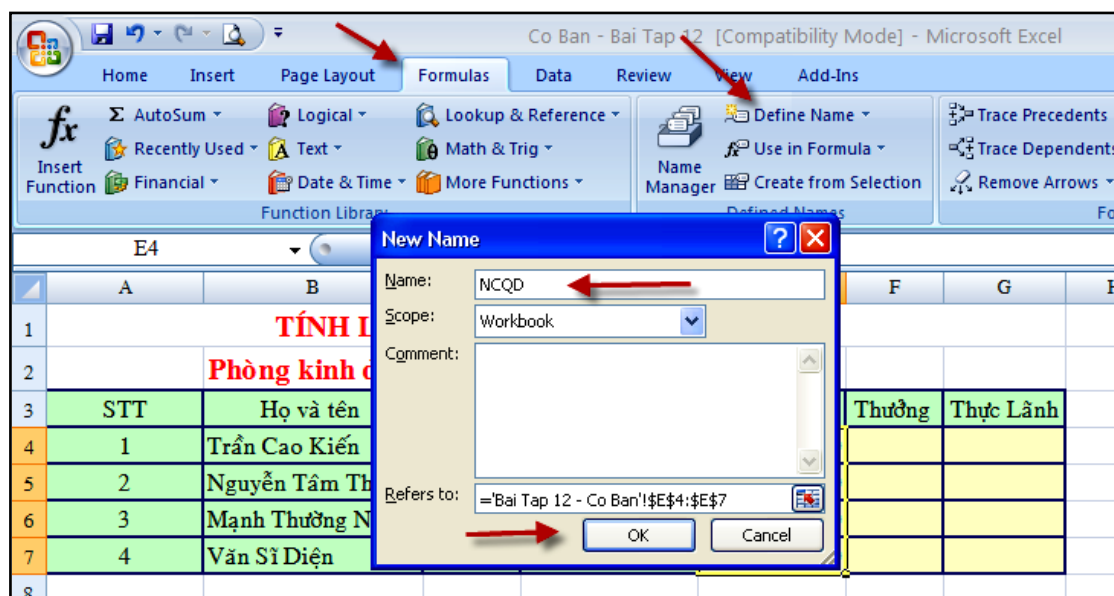 Co Ban - Bai Tap 12 [Compatibility Mode] - Microsoft Excel
Home Insert Page Layout Formulas Data Review View Add-Ins
fx Σ AutoSum Logical Lookup & Reference Define Name Trace Precedents
Recently Used Text Math & Trig Use in Formula Trace Dependents
Insert Function Financial Date & Time More Functions Name Manager Create from Selection Remove Arrows
Function Library Defined Names
E4
New Name
Name: NCQD
Scope: Workbook
Comment:
Refers to: ='Bai Tap 12 - Co Ban'!$E$4:$E$7
OK Cancel
A B F G
1 TÍNH
2 Phòng kinh
3 STT Họ và tên Thưởng Thực Lãnh
4 1 Trần Cao Kiến
5 2 Nguyễn Tâm Th
6 3 Mạnh Thường N
7 4 Văn Sĩ Diện
8